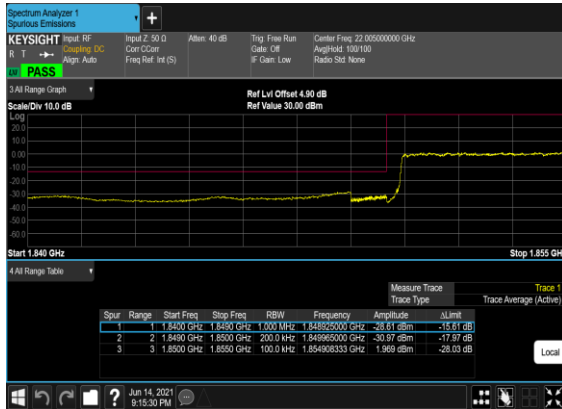 Spectrum Analyzer 1
Spurious Emissions
+
KEYSIGHT Input: RF Input Z: 50 Ω Atten: 40 dB Trig: Free Run Center Freq: 22.005000000 GHz
R T Coupling: DC Corr CCorr Gate: Off Avg|Hold: 100/100
Align: Auto Freq Ref: Int (S) IF Gain: Low Radio Std: None
LU PASS
3 All Range Graph
Ref Lvl Offset 4.90 dB
Scale/Div 10.0 dB Ref Value 30.00 dBm
Log
20.0
10.0
0.00
-10.0
-20.0
-30.0
-40.0
-50.0
-60.0
Start 1.840 GHz Stop 1.855 GH
4 All Range Table
Measure Trace Trace 1
Trace Type Trace Average (Active)
Spur Range Start Freq Stop Freq RBW Frequency Amplitude ΔLimit
1 1 1.8400 GHz 1.8490 GHz 1.000 MHz 1.848925000 GHz -28.61 dBm -15.61 dB
2 2 1.8490 GHz 1.8500 GHz 200.0 kHz 1.849965000 GHz -30.97 dBm -17.97 dB
3 3 1.8500 GHz 1.8550 GHz 100.0 kHz 1.854908333 GHz 1.969 dBm -28.03 dB
Local
? Jun 14, 2021
9:15:30 PM